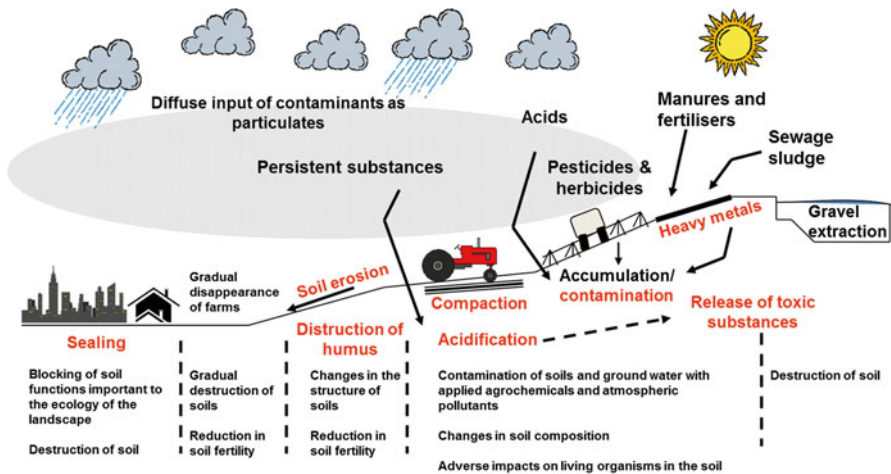 Diffuse input of contaminants as
particulates
Acids
Manures and
fertilisers
Sewage
sludge
Persistent substances
Pesticides &
herbicides
Heavy metals
Gravel
extraction
Gradual
disappearance
of farms
Soil erosion
Compaction
Accumulation/
contamination
Release of toxic
substances
Sealing
Distruction of
humus
Acidification
Blocking of soil
functions important to
the ecology of the
landscape
Destruction of soil
Gradual
destruction of
soils
Reduction in
soil fertility
Changes in the
structure of
soils
Reduction in
soil fertility
Contamination of soils and ground water with
applied agrochemicals and atmospheric
pollutants
Changes in soil composition
Adverse impacts on living organisms in the soil
Destruction of soil